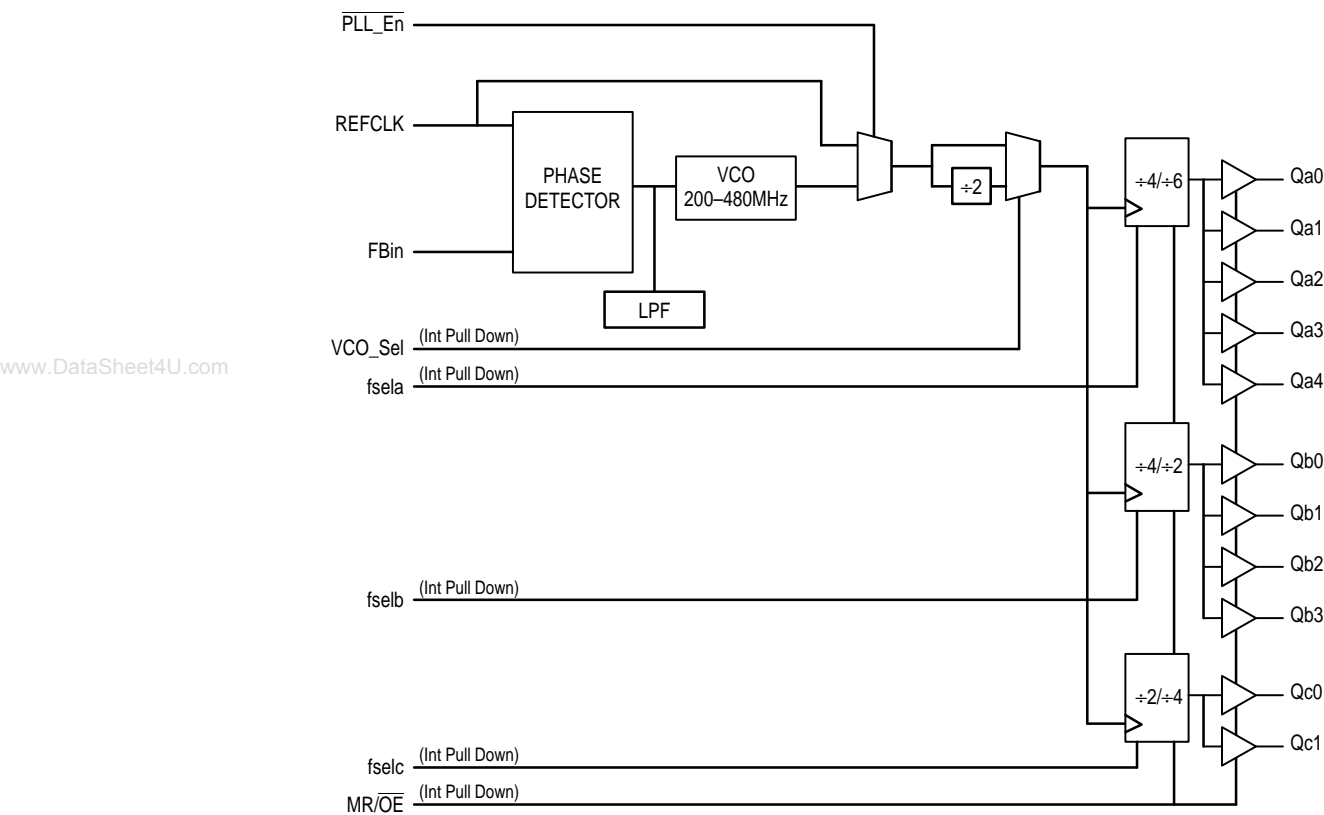 PLL_En
REFCLK
PHASE
DETECTOR
VCO
200–480MHz
÷2
÷4/÷6
Qa0
Qa1
Qa2
Qa3
Qa4
FBin
LPF
VCO_Sel (Int Pull Down)
www.DataSheet4U.com
fsela (Int Pull Down)
÷4/÷2
Qb0
Qb1
Qb2
Qb3
fselb (Int Pull Down)
÷2/÷4
Qc0
Qc1
fselc (Int Pull Down)
MR/OE (Int Pull Down)